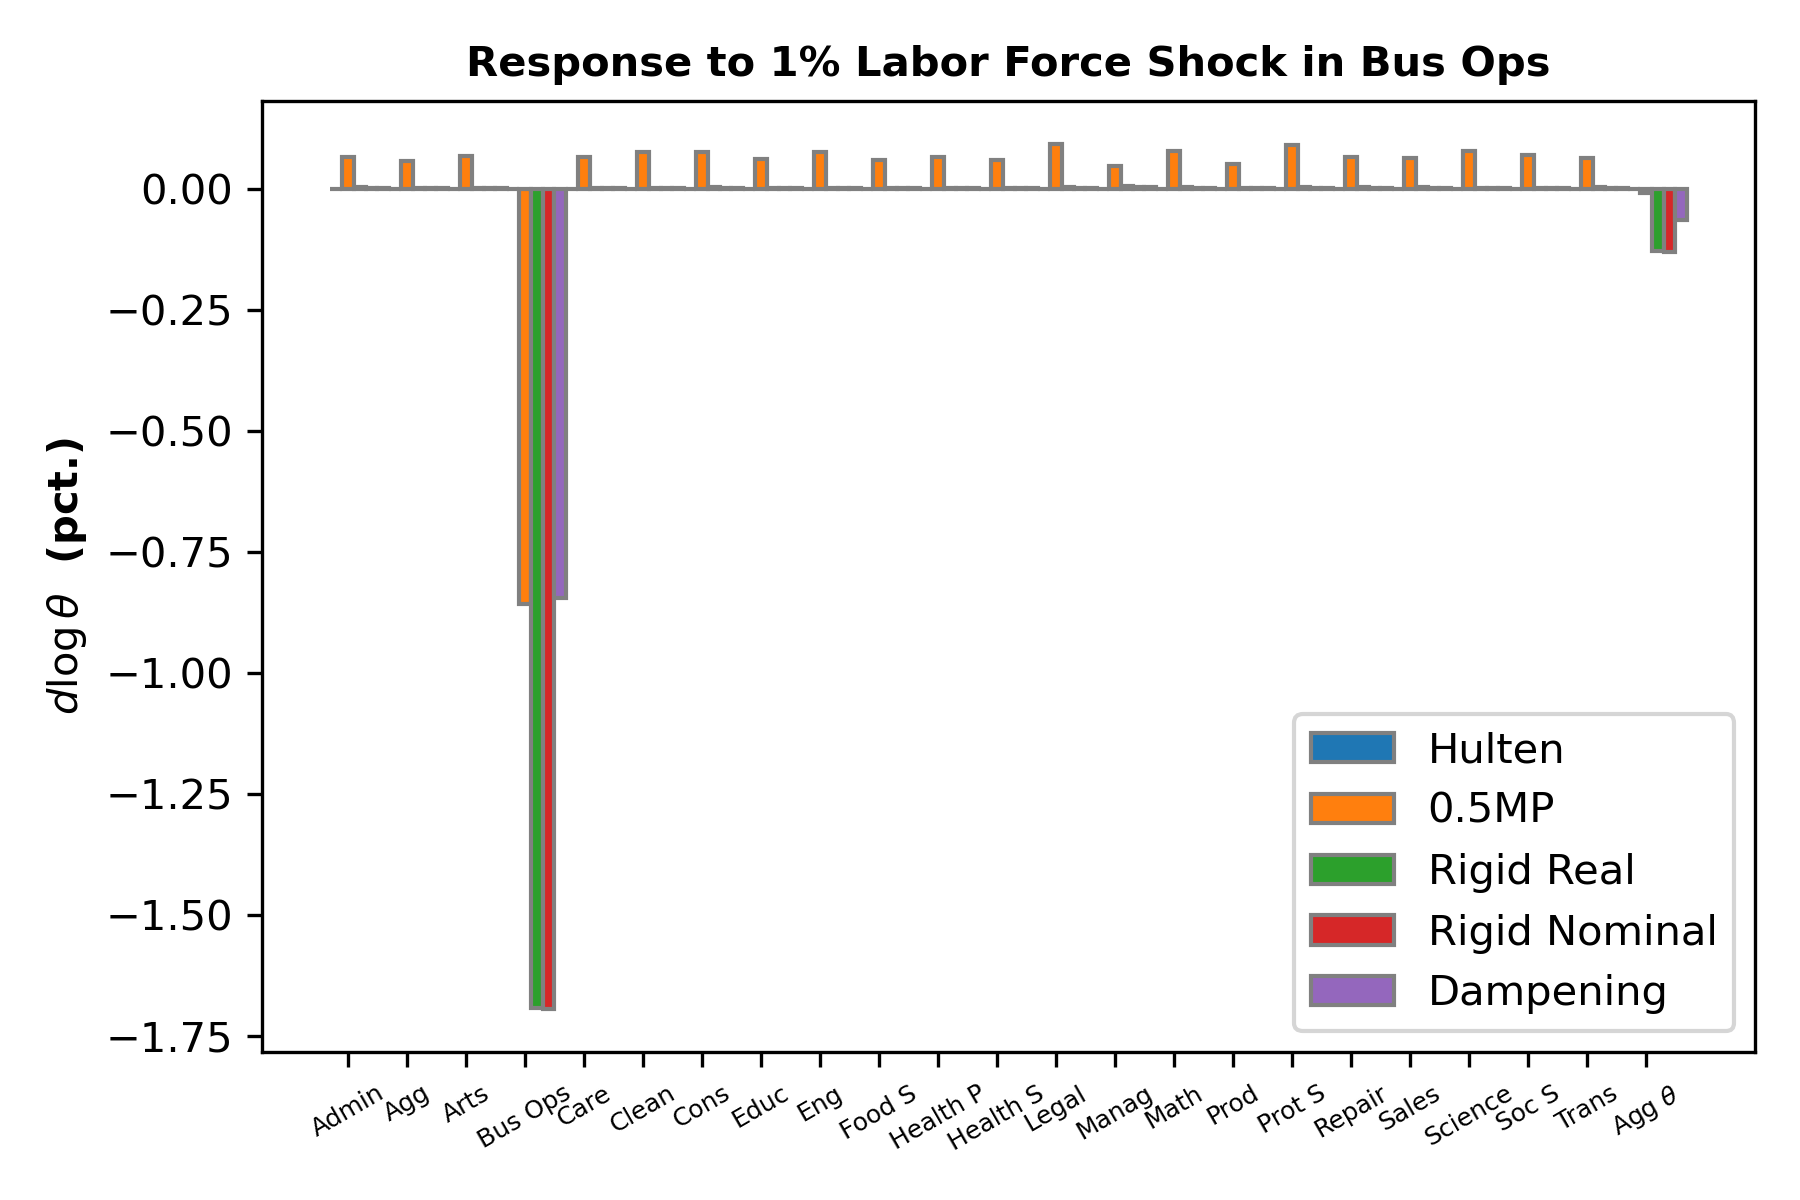 Response to 1% Labor Force Shock in Bus Ops
d log θ (pct.)
0.00
−0.25
−0.50
−0.75
−1.00
−1.25
−1.50
−1.75
Hulten
0.5MP
Rigid Real
Rigid Nominal
Dampening
Admin
Agg
Arts
Bus Ops
Care
Clean
Cons
Educ
Eng
Food S
Health P
Health S
Legal
Manag
Math
Prod
Prot S
Repair
Sales
Science
Soc S
Trans
Agg θ